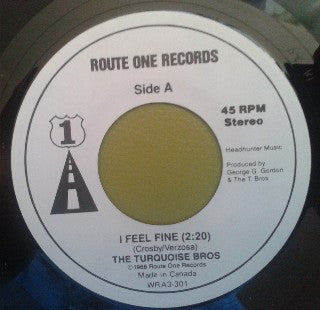 ROUTE ONE RECORDS
Side A
45 RPM
Stereo
1
Headhunter Music
Produced by
George G. Gordon
& The T. Bros
I FEEL FINE (2:20)
(Crosby/Verzosa)
THE TURQUOISE BROS
©1988 Route One Records
Made in Canada
WRA3-301